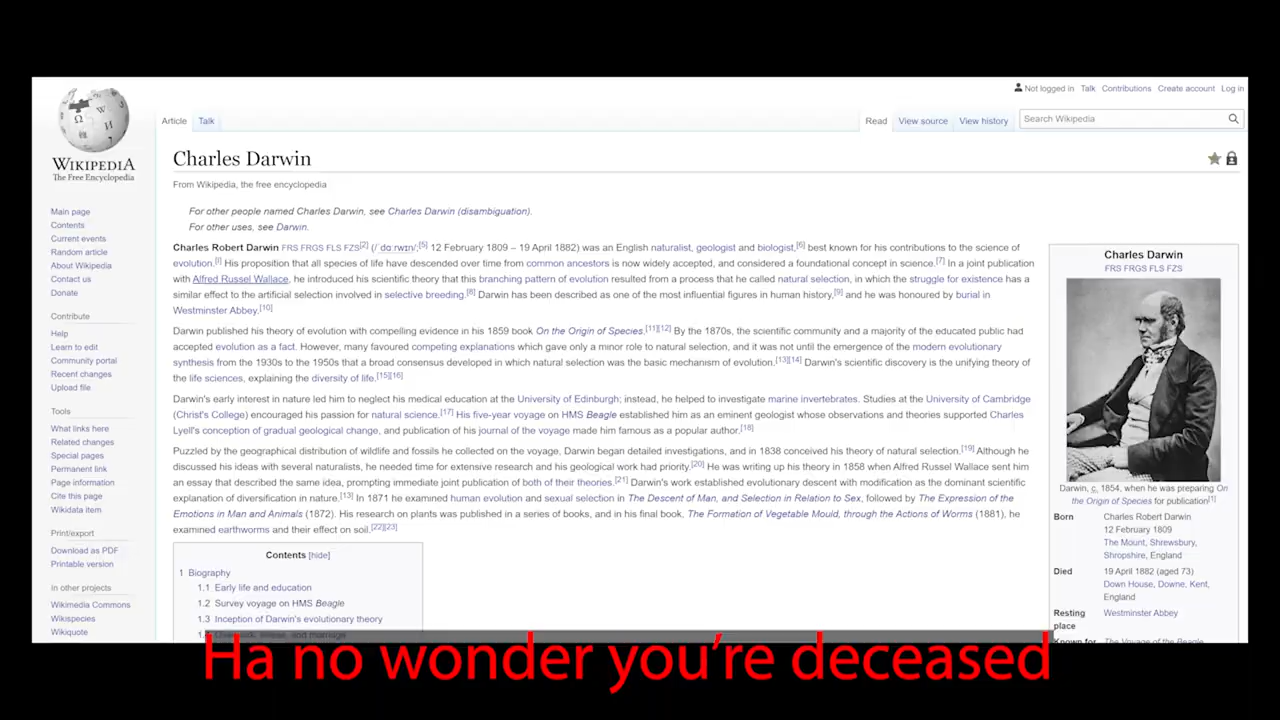 Not logged in Talk Contributions Create account Log in
Article Talk Read View source View history Search Wikipedia
WIKIPEDIA
The Free Encyclopedia
Main page
Contents
Current events
Random article
About Wikipedia
Contact us
Donate
Contribute
Help
Learn to edit
Community portal
Recent changes
Upload file
Tools
What links here
Related changes
Special pages
Permanent link
Page information
Cite this page
Wikidata item
Print/export
Download as PDF
Printable version
In other projects
Wikimedia Commons
Wikispecies
Wikiquote
Charles Darwin
From Wikipedia, the free encyclopedia
For other people named Charles Darwin, see Charles Darwin (disambiguation).
For other uses, see Darwin.
Charles Robert Darwin FRS FRGS FLS FZS[2] (/ˈdɑːrwɪn/;[5] 12 February 1809 – 19 April 1882) was an English naturalist, geologist and biologist,[6] best known for his contributions to the science of
evolution.[I] His proposition that all species of life have descended over time from common ancestors is now widely accepted, and considered a foundational concept in science.[7] In a joint publication
with Alfred Russel Wallace, he introduced his scientific theory that this branching pattern of evolution resulted from a process that he called natural selection, in which the struggle for existence has a
similar effect to the artificial selection involved in selective breeding.[8] Darwin has been described as one of the most influential figures in human history,[9] and he was honoured by burial in
Westminster Abbey.[10]
Darwin published his theory of evolution with compelling evidence in his 1859 book On the Origin of Species.[11][12] By the 1870s, the scientific community and a majority of the educated public had
accepted evolution as a fact. However, many favoured competing explanations which gave only a minor role to natural selection, and it was not until the emergence of the modern evolutionary
synthesis from the 1930s to the 1950s that a broad consensus developed in which natural selection was the basic mechanism of evolution.[13][14] Darwin's scientific discovery is the unifying theory of
the life sciences, explaining the diversity of life.[15][16]
Darwin's early interest in nature led him to neglect his medical education at the University of Edinburgh; instead, he helped to investigate marine invertebrates. Studies at the University of Cambridge
(Christ's College) encouraged his passion for natural science.[17] His five-year voyage on HMS Beagle established him as an eminent geologist whose observations and theories supported Charles
Lyell's conception of gradual geological change, and publication of his journal of the voyage made him famous as a popular author.[18]
Puzzled by the geographical distribution of wildlife and fossils he collected on the voyage, Darwin began detailed investigations, and in 1838 conceived his theory of natural selection.[19] Although he
discussed his ideas with several naturalists, he needed time for extensive research and his geological work had priority.[20] He was writing up his theory in 1858 when Alfred Russel Wallace sent him
an essay that described the same idea, prompting immediate joint publication of both of their theories.[21] Darwin's work established evolutionary descent with modification as the dominant scientific
explanation of diversification in nature.[13] In 1871 he examined human evolution and sexual selection in The Descent of Man, and Selection in Relation to Sex, followed by The Expression of the
Emotions in Man and Animals (1872). His research on plants was published in a series of books, and in his final book, The Formation of Vegetable Mould, through the Actions of Worms (1881), he
examined earthworms and their effect on soil.[22][23]
Contents [hide]
1 Biography
1.1 Early life and education
1.2 Survey voyage on HMS Beagle
1.3 Inception of Darwin's evolutionary theory
and marriage
Charles Darwin
FRS FRGS FLS FZS
Darwin, c. 1854, when he was preparing On
the Origin of Species for publication[1]
Born Charles Robert Darwin
12 February 1809
The Mount, Shrewsbury,
Shropshire, England
Died 19 April 1882 (aged 73)
Down House, Downe, Kent,
England
Resting Westminster Abbey
place
Known for The Voyage of the Beagle
Ha no wonder you're deceased